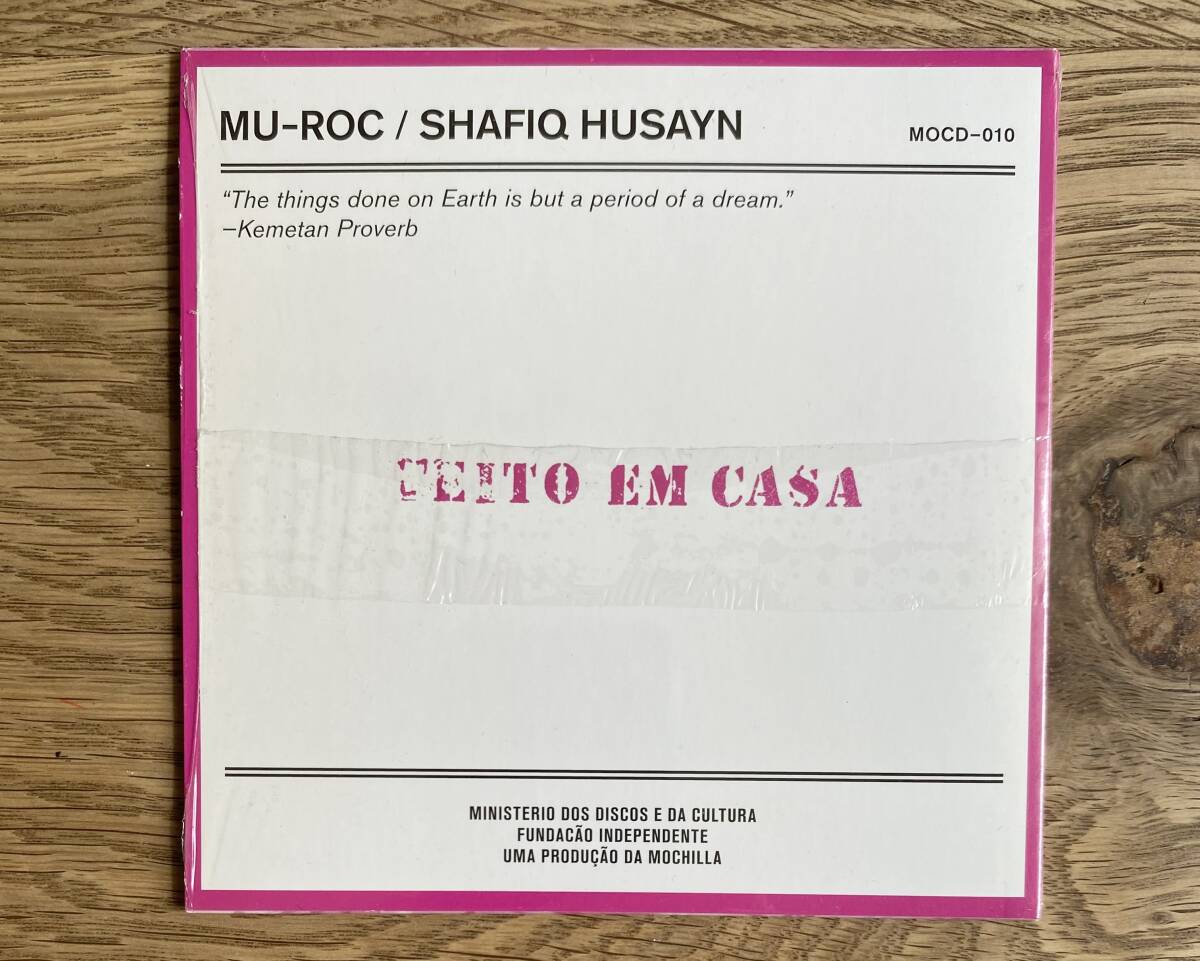 MU-ROC / SHAFIQ HUSAYN
MOCD-010
“The things done on Earth is but a period of a dream.”
–Kemetan Proverb
FEITO EM CASA
MINISTERIO DOS DISCOS E DA CULTURA
FUNDACÃO INDEPENDENTE
UMA PRODUÇÃO DA MOCHILLA